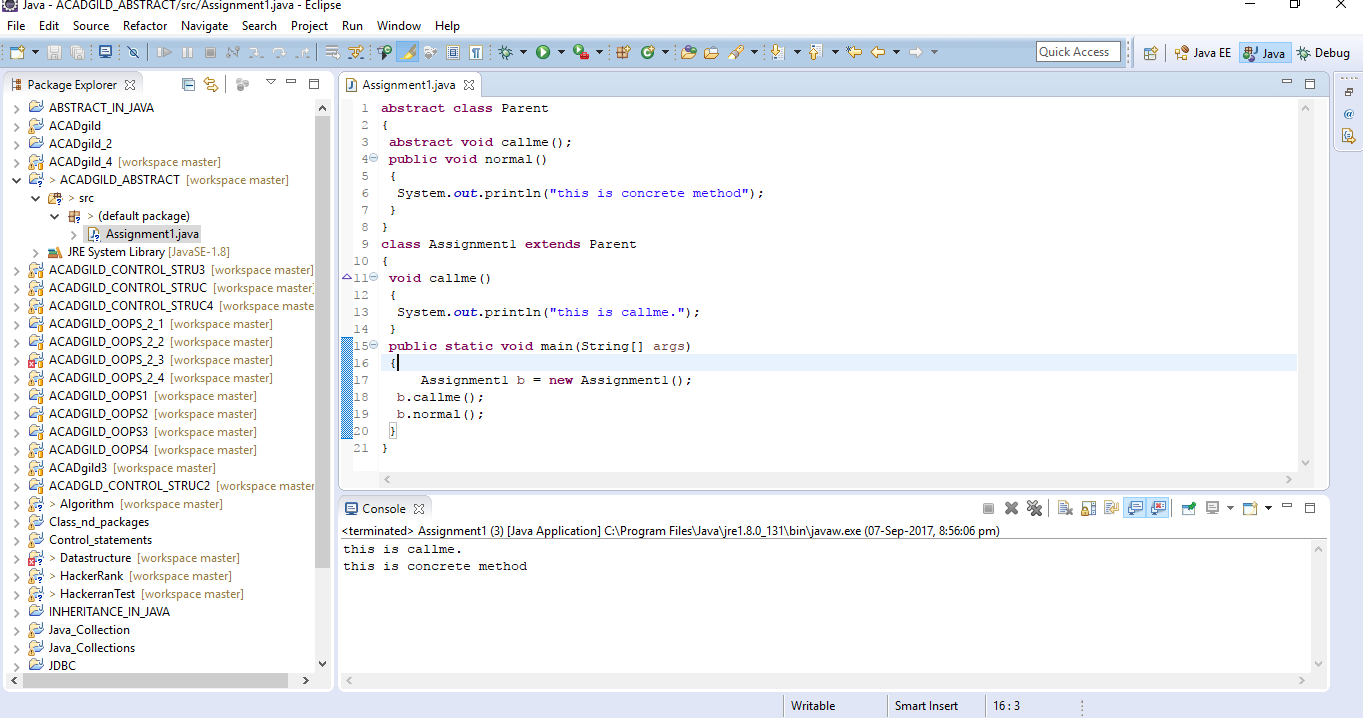 Java - ACADGILD_ABSTRACT/src/Assignment1.java - Eclipse
File Edit Source Refactor Navigate Search Project Run Window Help
Quick Access
Java EE
Java
Debug
Package Explorer
ABSTRACT_IN_JAVA
ACADgild
ACADgild_2
ACADgild_4 [workspace master]
> ACADGILD_ABSTRACT [workspace master]
> src
> (default package)
Assignment1.java
JRE System Library [JavaSE-1.8]
ACADGILD_CONTROL_STRU3 [workspace master]
ACADGILD_CONTROL_STRUC [workspace master]
ACADGILD_CONTROL_STRUC4 [workspace maste
ACADGILD_OOPS_2_1 [workspace master]
ACADGILD_OOPS_2_2 [workspace master]
ACADGILD_OOPS_2_3 [workspace master]
ACADGILD_OOPS_2_4 [workspace master]
ACADGILD_OOPS1 [workspace master]
ACADGILD_OOPS2 [workspace master]
ACADGILD_OOPS3 [workspace master]
ACADGILD_OOPS4 [workspace master]
ACADgild3 [workspace master]
ACADGLD_CONTROL_STRUC2 [workspace master
> Algorithm [workspace master]
Class_nd_packages
Control_statements
> Datastructure [workspace master]
> HackerRank [workspace master]
> HackerranTest [workspace master]
INHERITANCE_IN_JAVA
Java_Collection
Java_Collections
JDBC
Assignment1.java
1 abstract class Parent
2 {
3 abstract void callme();
4 public void normal()
5 {
6 System.out.println("this is concrete method");
7 }
8 }
9 class Assignment1 extends Parent
10 {
11 void callme()
12 {
13 System.out.println("this is callme.");
14 }
15 public static void main(String[] args)
16 {
17 Assignment1 b = new Assignment1();
18 b.callme();
19 b.normal();
20 }
21 }
Console
<terminated> Assignment1 (3) [Java Application] C:\Program Files\Java\jre1.8.0_131\bin\javaw.exe (07-Sep-2017, 8:56:06 pm)
this is callme.
this is concrete method
Writable
Smart Insert
16 : 3